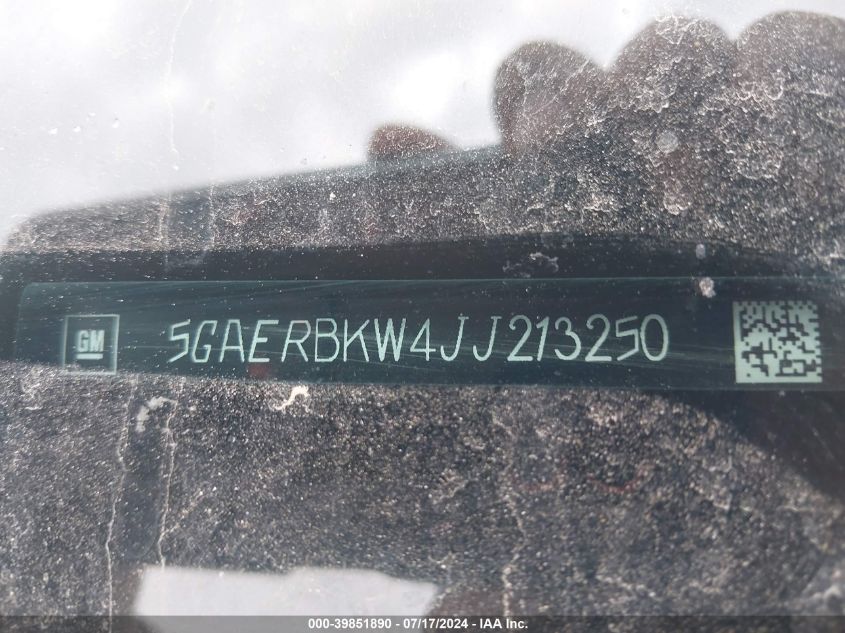 GM 5GAERBKW4JJ213250
000-39851890 - 07/17/2024 - IAA Inc.